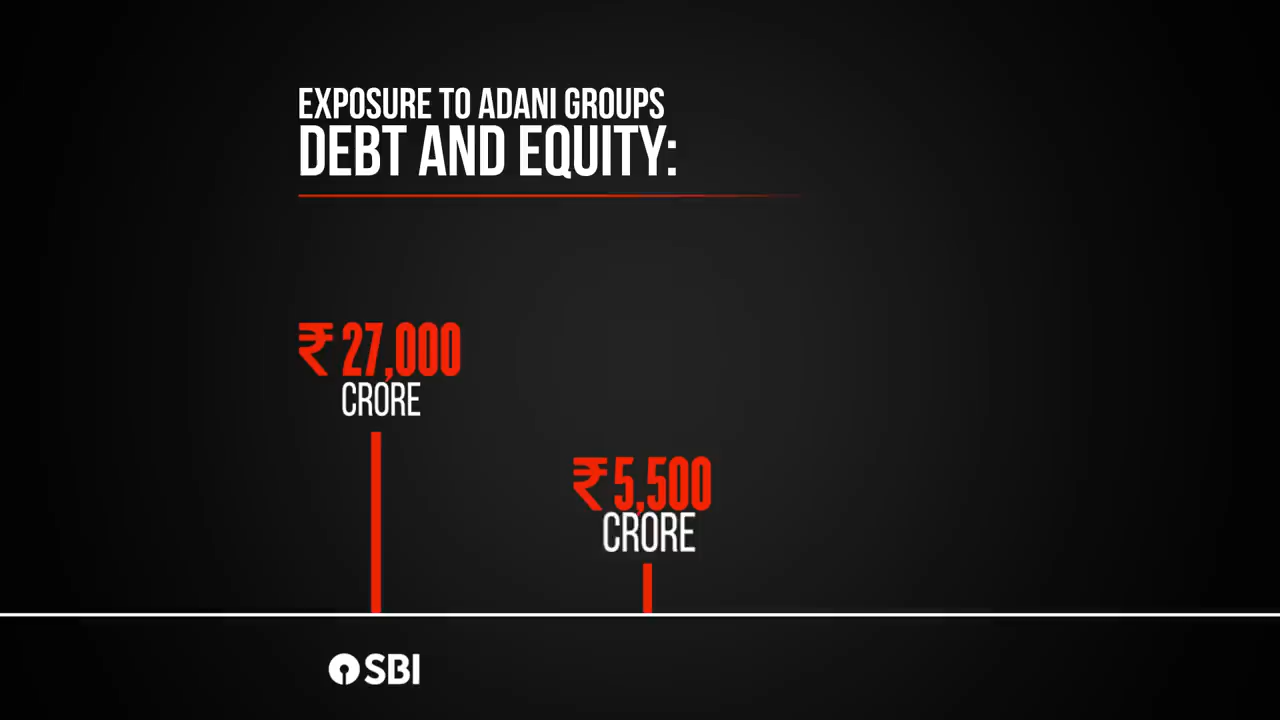 EXPOSURE TO ADANI GROUPS
DEBT AND EQUITY:
₹ 27,000
CRORE
₹ 5,500
CRORE
SBI